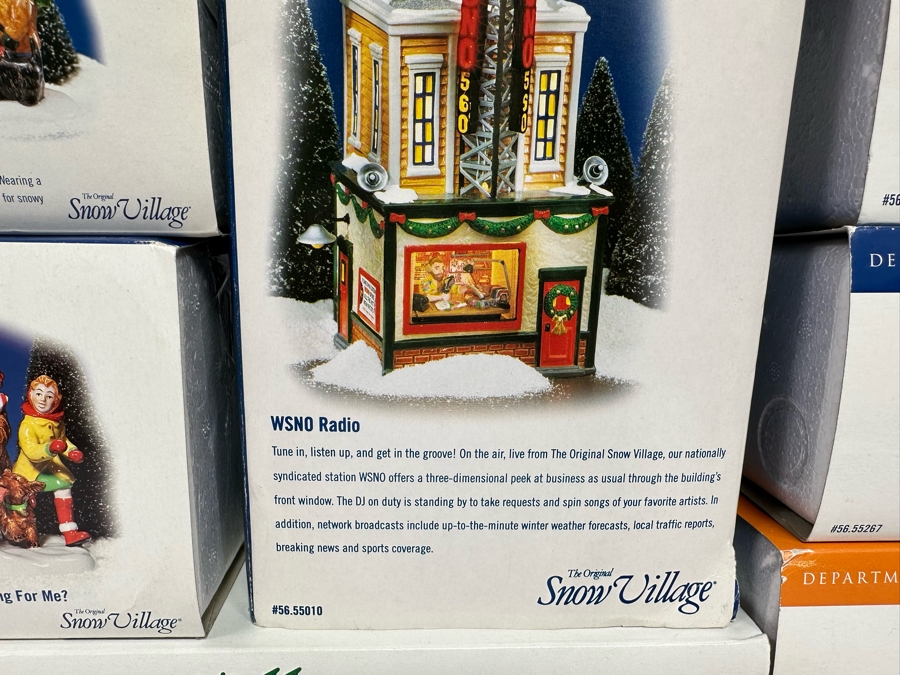 Wearing a
for snowy
The Original
Snow Village
#56
DE
NO
560
NO
560
WSNO Radio
Tune in, listen up, and get in the groove! On the air, live from The Original Snow Village, our nationally
syndicated station WSNO offers a three-dimensional peek at business as usual through the building's
front window. The DJ on duty is standing by to take requests and spin songs of your favorite artists. In
addition, network broadcasts include up-to-the-minute winter weather forecasts, local traffic reports,
breaking news and sports coverage.
The Original
Snow Village
#56.55010
ng For Me?
The Original
Snow Village
#56.55267
DEPARTM